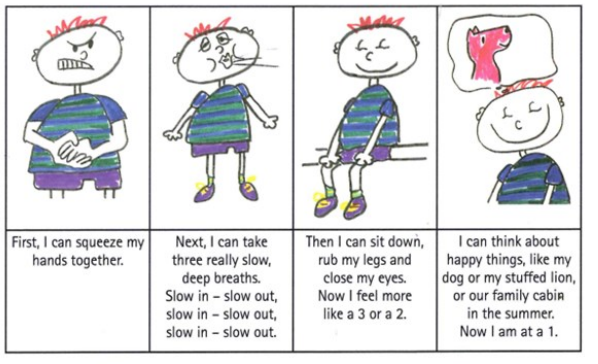 First, I can squeeze my
hands together.
Next, I can take
three really slow,
deep breaths.
Slow in – slow out,
slow in – slow out,
slow in – slow out.
Then I can sit down,
rub my legs and
close my eyes.
Now I feel more
like a 3 or a 2.
I can think about
happy things, like my
dog or my stuffed lion,
or our family cabin
in the summer.
Now I am at a 1.